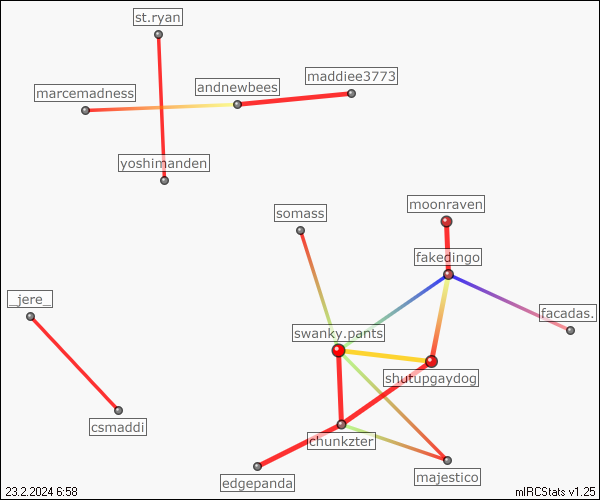 st.ryan
maddiee3773
andnewbees
marcemadness
yoshimanden
moonraven
somass
fakedingo
_jere_
facadas.
swanky.pants
shutupgaydog
csmaddi
chunkzter
majestico
edgepanda
23.2.2024 6:58
mIRCStats v1.25